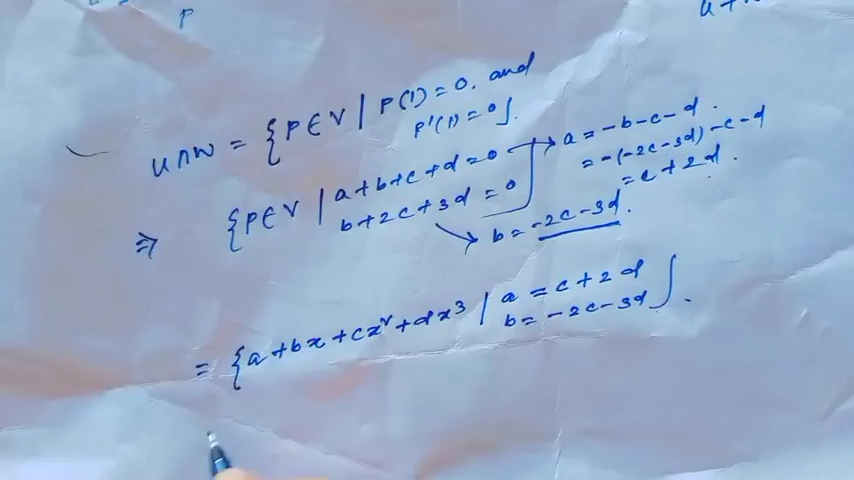 p
U∩W = { P∈V | P(1) = 0. and
P'(1) = 0}.
⇒ {P∈V | a+b+c+d=0 → a = -b-c-d.
b+2c+3d = 0 = -(-2c-3d)-c-d
= c+2d.
b = -2c-3d.
= {a+bx+cx²+dx³ | a = c+2d
b = -2c-3d}.